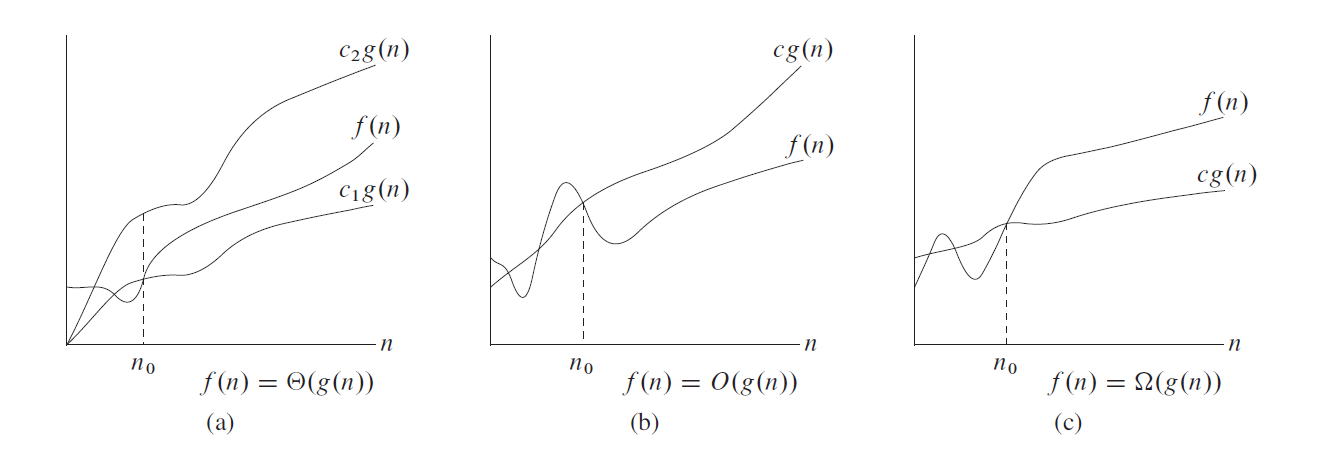 c₂g(n)
f(n)
c₁g(n)
n
n₀
f(n) = Θ(g(n))
(a)
cg(n)
f(n)
n
n₀
f(n) = O(g(n))
(b)
f(n)
cg(n)
n
n₀
f(n) = Ω(g(n))
(c)